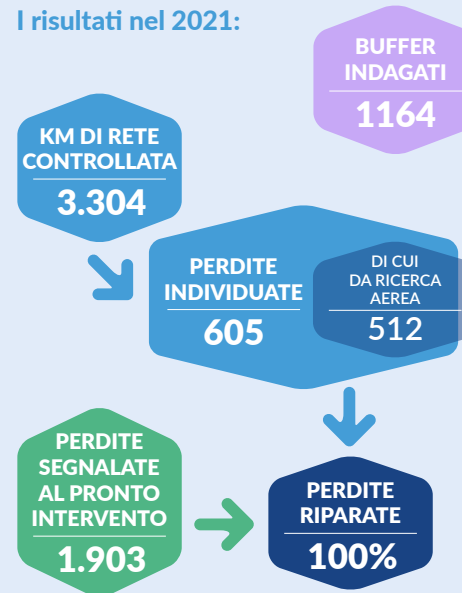 I risultati nel 2021:
BUFFER
INDAGATI
1164
KM DI RETE
CONTROLLATA
3.304
PERDITE
INDIVIDUATE
605
DI CUI
DA RICERCA
AEREA
512
PERDITE
SEGNALATE
AL PRONTO
INTERVENTO
1.903
PERDITE
RIPARATE
100%